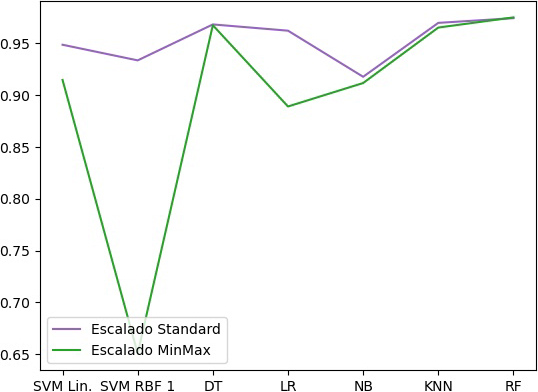 0.95
0.90
0.85
0.80
0.75
0.70
0.65
Escalado Standard
Escalado MinMax
SVM Lin. SVM RBF 1 DT LR NB KNN RF